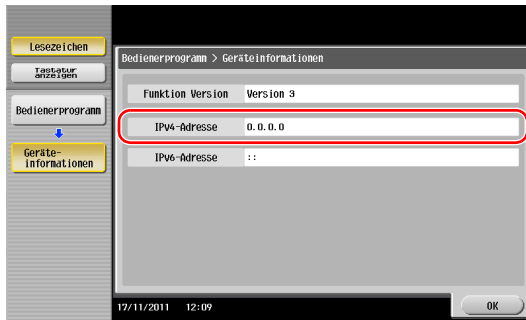 Lesezeichen
Tastatur
anzeigen
Bedienerprogramm
Geräte-
informationen
Bedienerprogramm > Geräteinformationen
Funktion Version Version 3
IPv4-Adresse 0.0.0.0
IPv6-Adresse ::
17/11/2011 12:09
OK